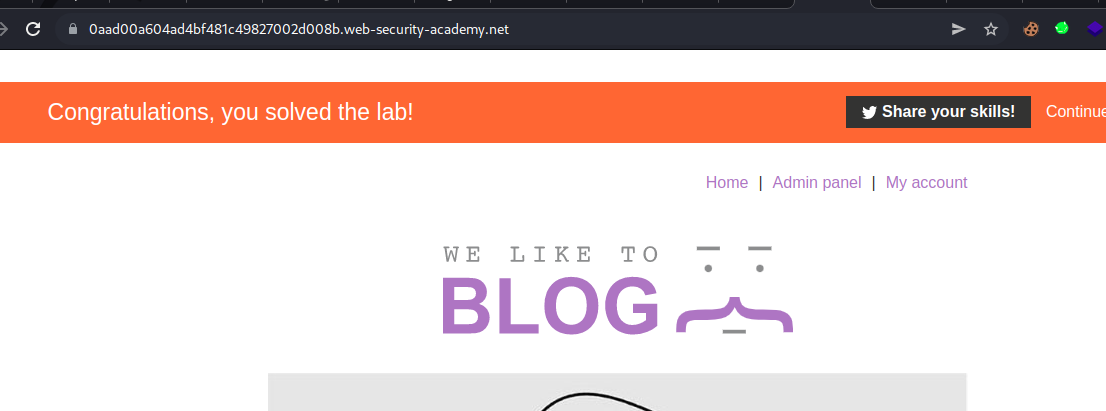 0aad00a604ad4bf481c49827002d008b.web-security-academy.net
Congratulations, you solved the lab!
Share your skills!
Continue
Home | Admin panel | My account
WE LIKE TO
BLOG